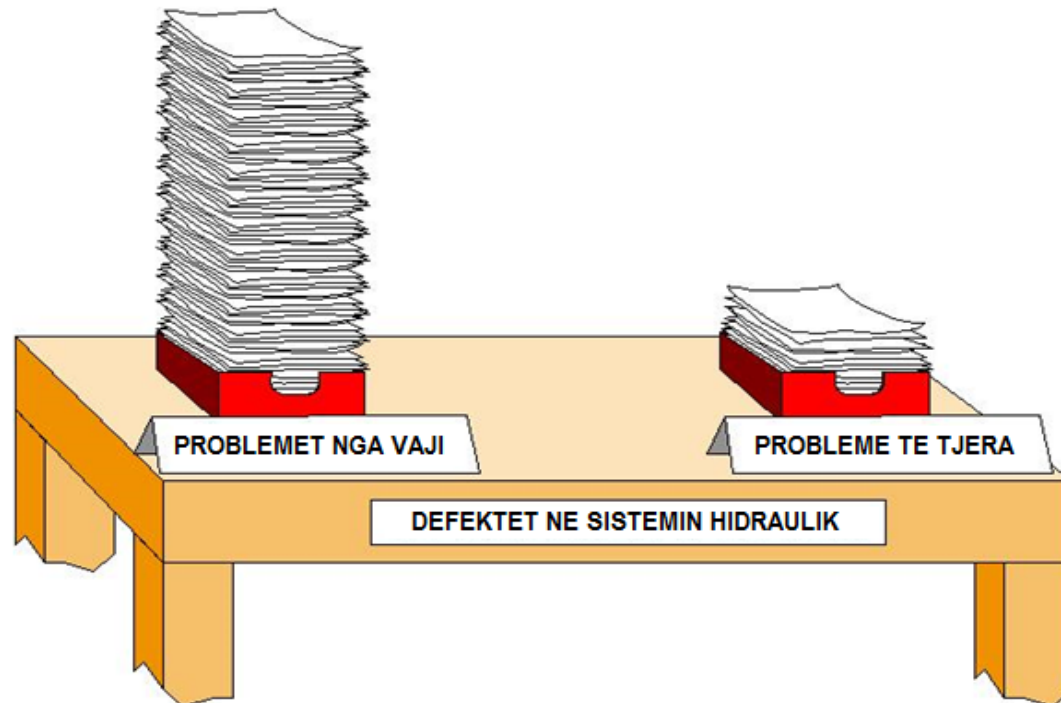 PROBLEMET NGA VAJI
PROBLEME TE TJERA
DEFEKTET NE SISTEMIN HIDRAULIK